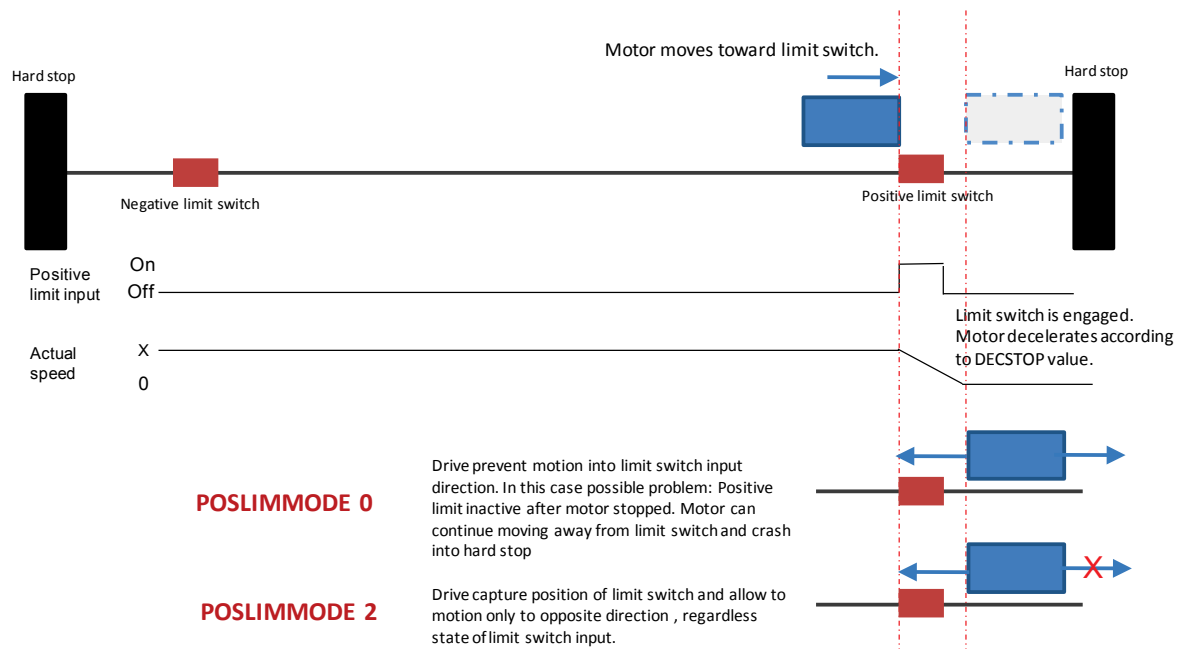 Motor moves toward limit switch.
Hard stop
Hard stop
Negative limit switch
Positive limit switch
Positive
limit input
On
Off
Limit switch is engaged.
Motor decelerates according
to DECSTOP value.
Actual
speed
X
0
POSLIMMODE 0
Drive prevent motion into limit switch input
direction. In this case possible problem: Positive
limit inactive after motor stopped. Motor can
continue moving away from limit switch and crash
into hard stop
X
POSLIMMODE 2
Drive capture position of limit switch and allow to
motion only to opposite direction , regardless
state of limit switch input.